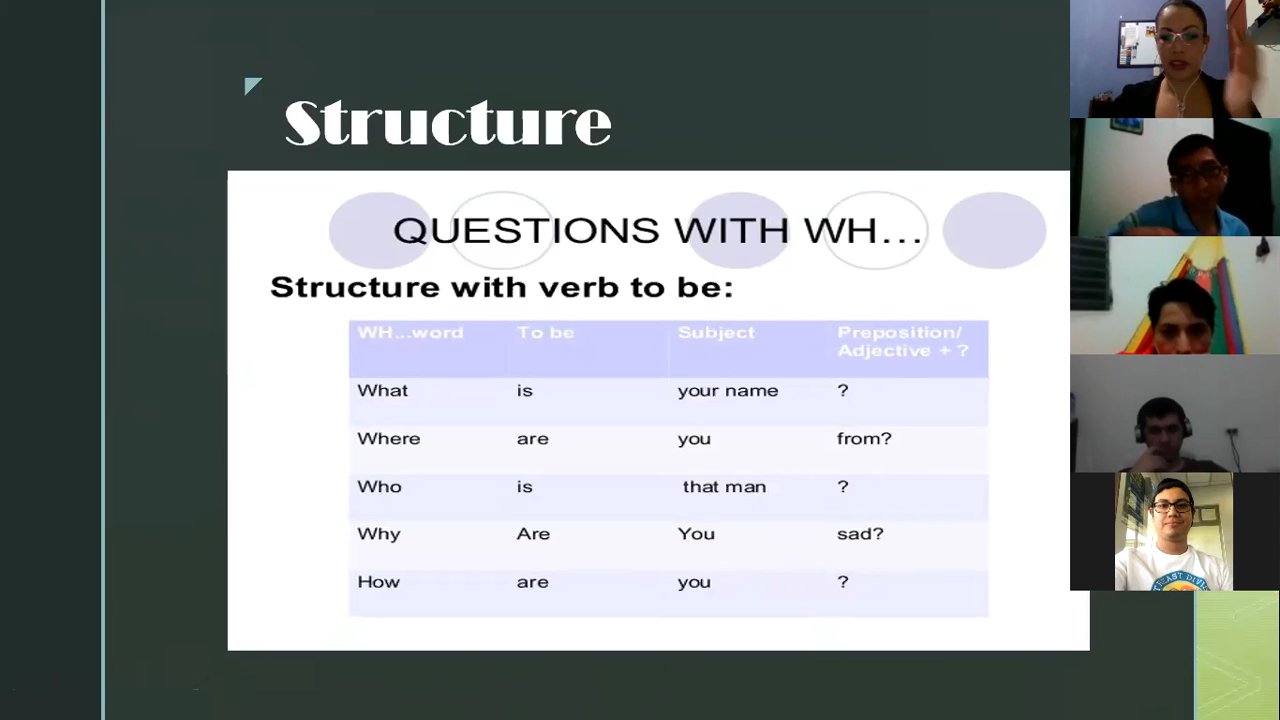 Structure
QUESTIONS WITH WH...
Structure with verb to be:
WH...word To be Subject Preposition/ Adjective + ?
What is your name ?
Where are you from?
Who is that man ?
Why Are You sad?
How are you ?